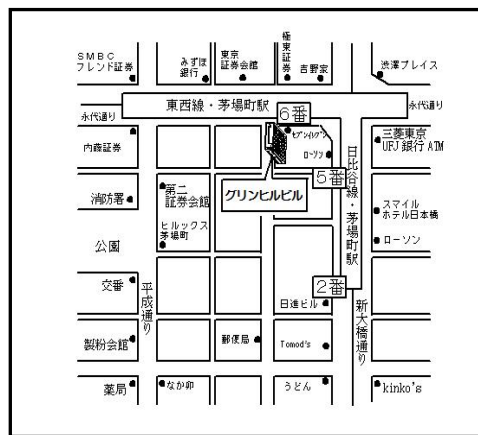 SMBC
フレンド証券
みずほ
銀行
東京
証券会館
極東証券
吉野家
渋澤プレイス
永代通り
東西線・茅場町駅
永代通り
6番
セブンイレブン
ローソン
内藤証券
三菱東京
UFJ銀行ATM
5番
日比谷線・茅場町駅
グリンヒルビル
消防署
第二
証券会館
スマイル
ホテル日本橋
公園
ヒルックス
茅場町
ローソン
交番
平成通り
2番
日進ビル
新大橋通り
製粉会館
郵便局
Tomod's
薬局
なか卯
うどん
kinko's